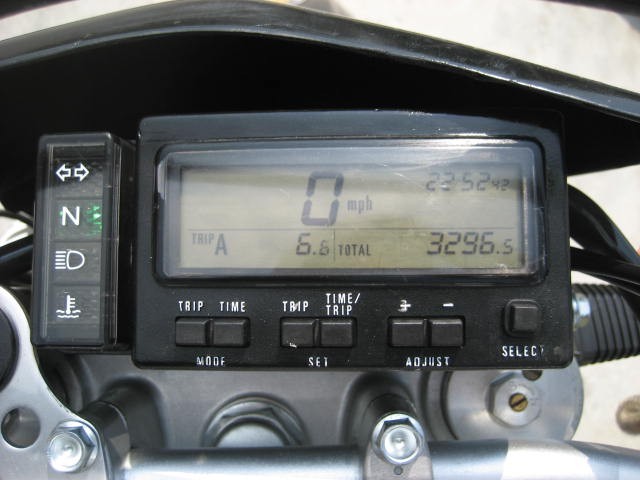 22:52 42
0 mph
N
TRIP A 6.6 TOTAL 3296.5
TRIP TIME TRIP TIME/TRIP + -
MODE SET ADJUST SELECT